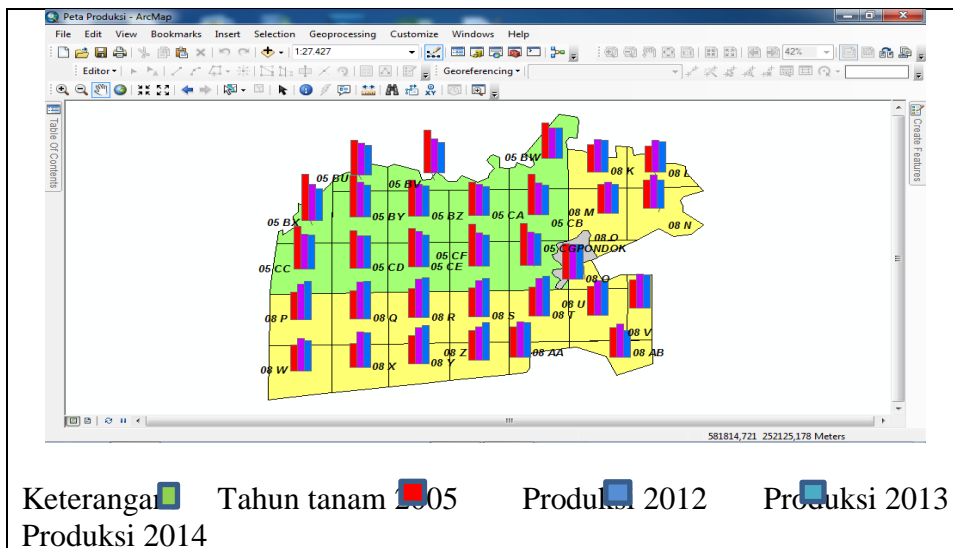 Peta Produksi - ArcMap
File Edit View Bookmarks Insert Selection Geoprocessing Customize Windows Help
1:27.427
42%
Editor
Georeferencing
Table Of Contents
Create Features
05 BW
05 BU
05 BV
08 K
08 L
05 BX
05 BY
05 BZ
05 CA
05 CB
08 M
08 N
05 CC
05 CD
05 CE
05 CF
05 CG
PONDOK
08 O
08 O
08 P
08 Q
08 R
08 S
08 T
08 U
08 V
08 W
08 X
08 Y
08 Z
08 AA
08 AB
581814,721 252125,178 Meters
Keterangan Tahun tanam 2005 Produksi 2012 Produksi 2013
Produksi 2014